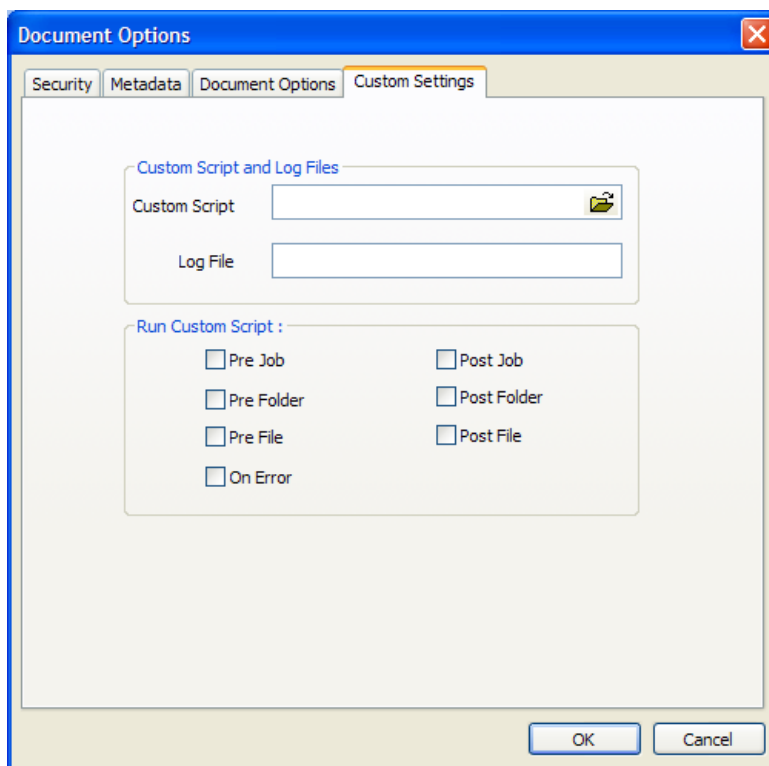 Document Options
Security Metadata Document Options Custom Settings
Custom Script and Log Files
Custom Script
Log File
Run Custom Script :
Pre Job Post Job
Pre Folder Post Folder
Pre File Post File
On Error
OK Cancel